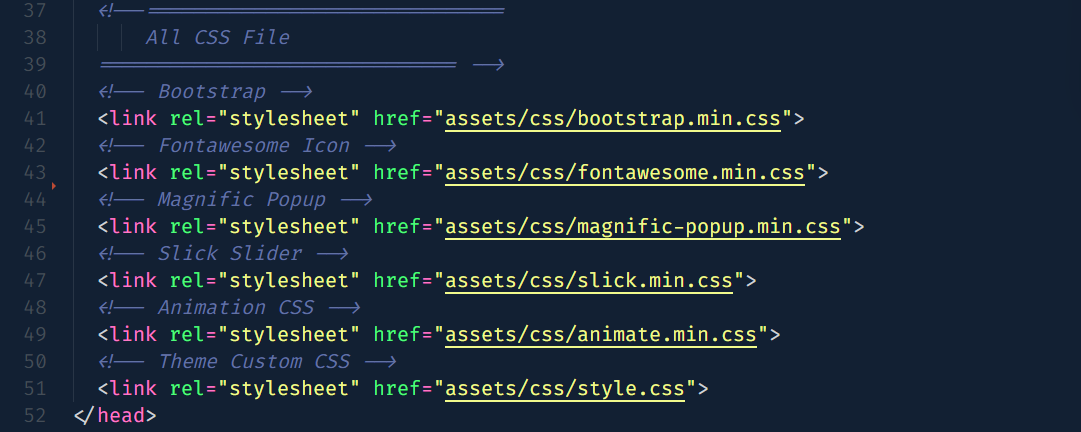 37 <!--==============================
38 All CSS File
39 ============================== -->
40 <!-- Bootstrap -->
41 <link rel="stylesheet" href="assets/css/bootstrap.min.css">
42 <!-- Fontawesome Icon -->
43 <link rel="stylesheet" href="assets/css/fontawesome.min.css">
44 <!-- Magnific Popup -->
45 <link rel="stylesheet" href="assets/css/magnific-popup.min.css">
46 <!-- Slick Slider -->
47 <link rel="stylesheet" href="assets/css/slick.min.css">
48 <!-- Animation CSS -->
49 <link rel="stylesheet" href="assets/css/animate.min.css">
50 <!-- Theme Custom CSS -->
51 <link rel="stylesheet" href="assets/css/style.css">
52 </head>